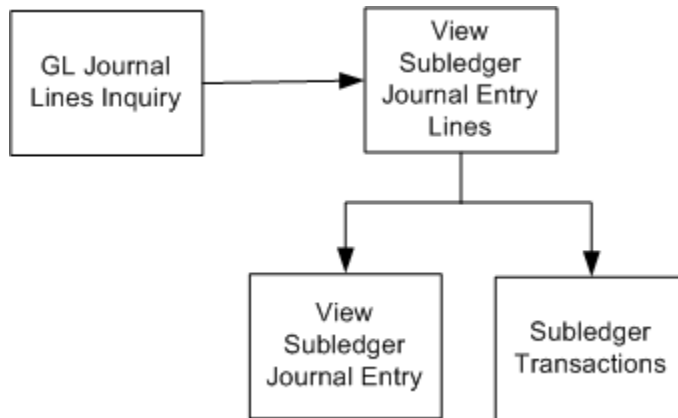 GL Journal
Lines Inquiry
View
Subledger
Journal Entry
Lines
View
Subledger
Journal Entry
Subledger
Transactions